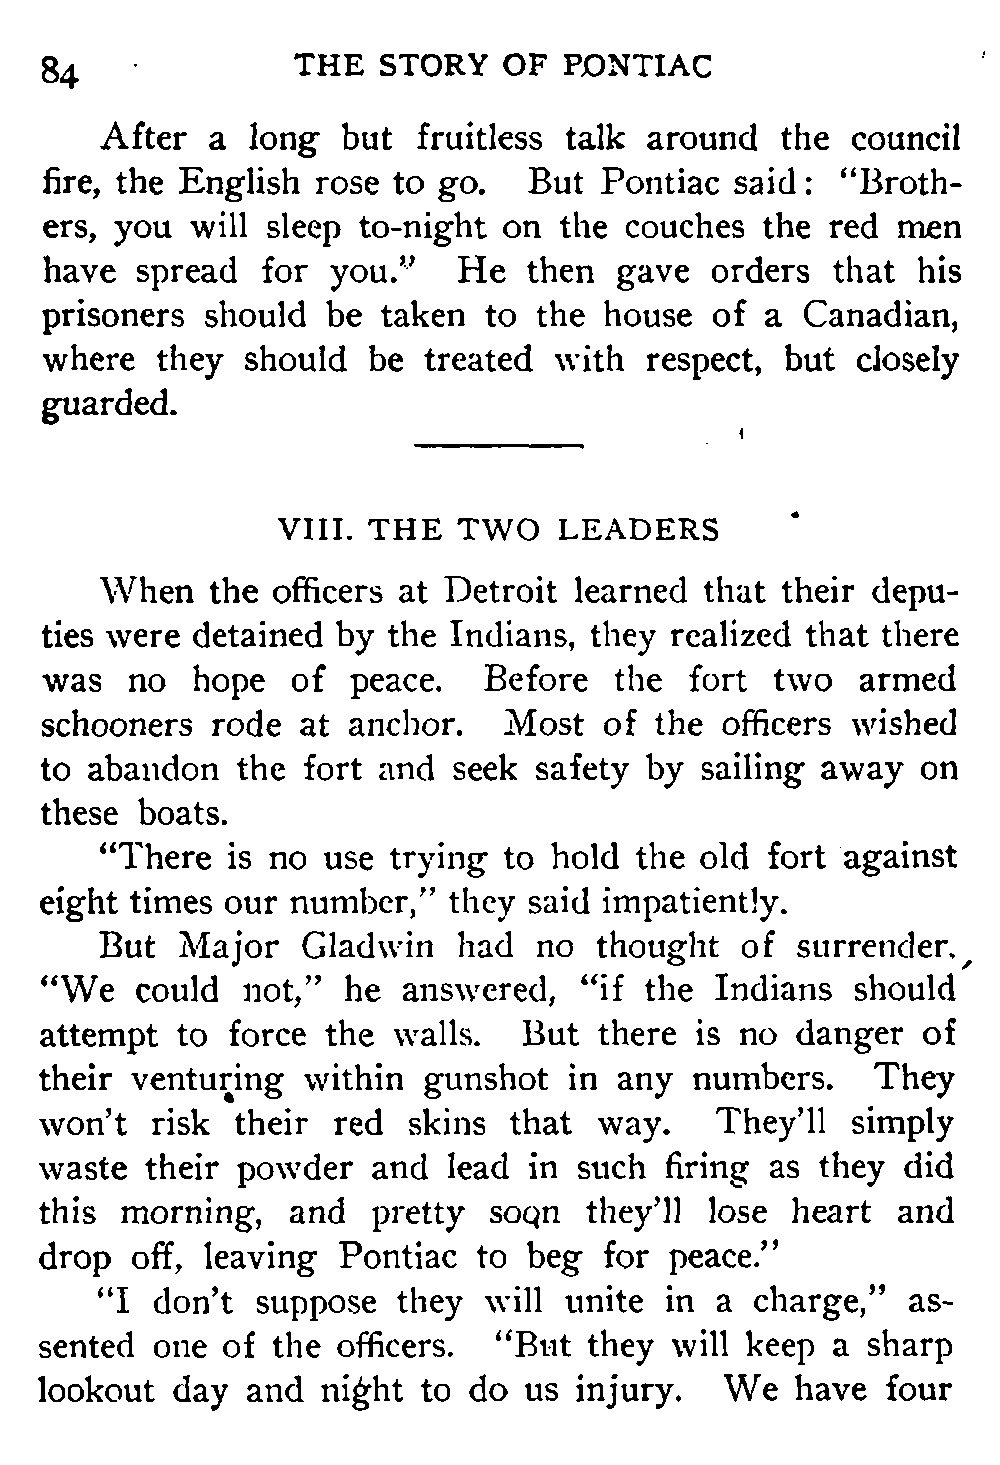 84 THE STORY OF PONTIAC
After a long but fruitless talk around the council
fire, the English rose to go. But Pontiac said: “Broth-
ers, you will sleep to-night on the couches the red men
have spread for you.” He then gave orders that his
prisoners should be taken to the house of a Canadian,
where they should be treated with respect, but closely
guarded.
VIII. THE TWO LEADERS
When the officers at Detroit learned that their depu-
ties were detained by the Indians, they realized that there
was no hope of peace. Before the fort two armed
schooners rode at anchor. Most of the officers wished
to abandon the fort and seek safety by sailing away on
these boats.
“There is no use trying to hold the old fort against
eight times our number,” they said impatiently.
But Major Gladwin had no thought of surrender.
“We could not,” he answered, “if the Indians should
attempt to force the walls. But there is no danger of
their venturing within gunshot in any numbers. They
won’t risk their red skins that way. They’ll simply
waste their powder and lead in such firing as they did
this morning, and pretty soon they’ll lose heart and
drop off, leaving Pontiac to beg for peace.”
“I don’t suppose they will unite in a charge,” as-
sented one of the officers. “But they will keep a sharp
lookout day and night to do us injury. We have four